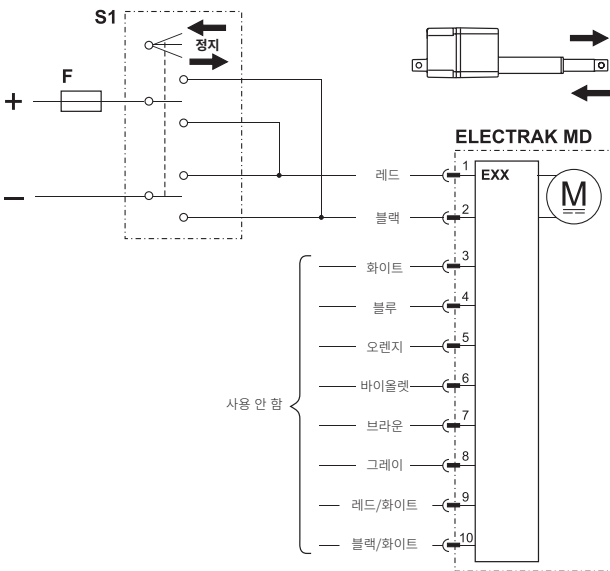 S1
정지
F
+
−
ELECTRAK MD
EXX
M
레드 1
블랙 2
화이트 3
블루 4
오렌지 5
바이올렛 6
사용 안 함
브라운 7
그레이 8
레드/화이트 9
블랙/화이트 10